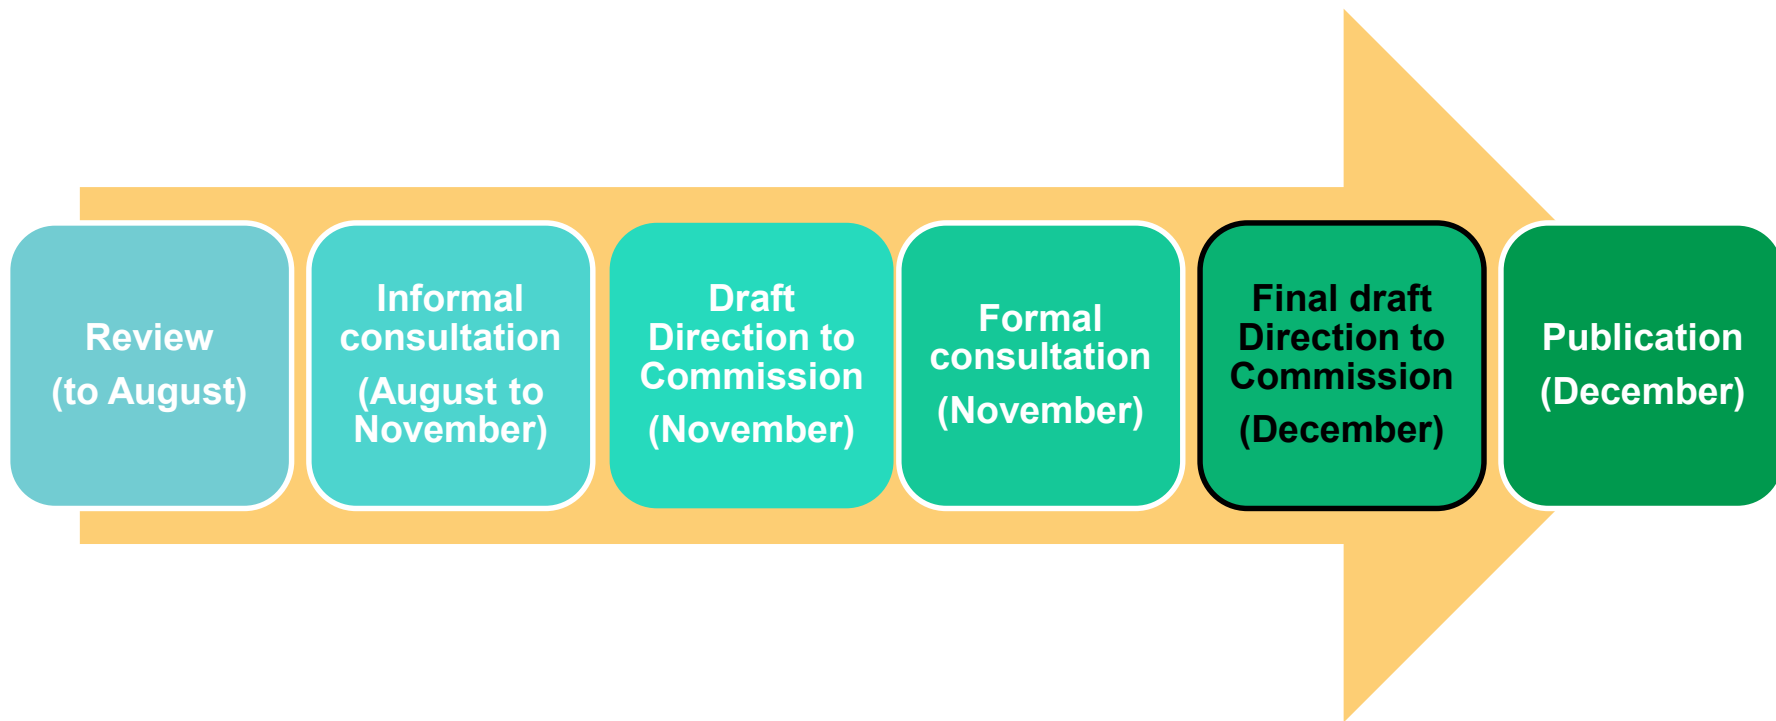 Review
(to August)
Informal
consultation
(August to
November)
Draft
Direction to
Commission
(November)
Formal
consultation
(November)
Final draft
Direction to
Commission
(December)
Publication
(December)